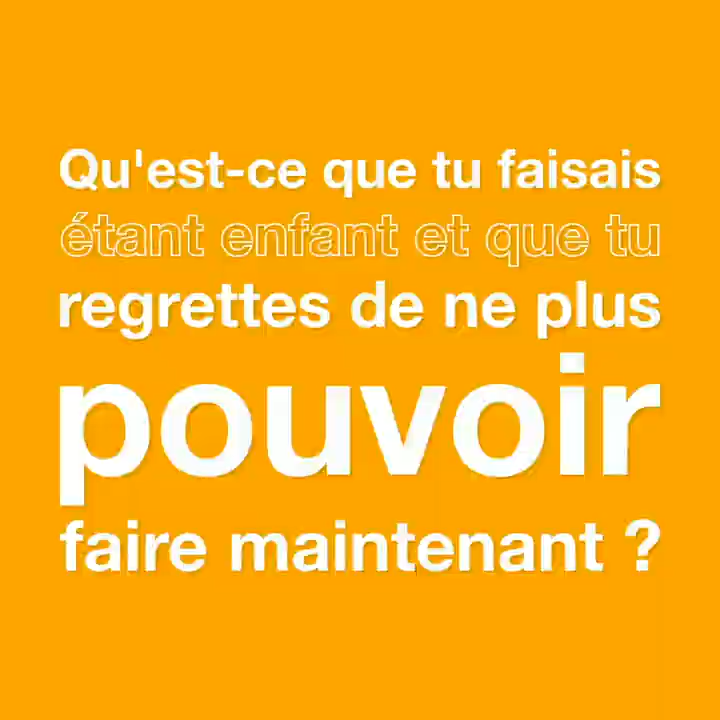 Qu'est-ce que tu faisais
étant enfant et que tu
regrettes de ne plus
pouvoir
faire maintenant ?